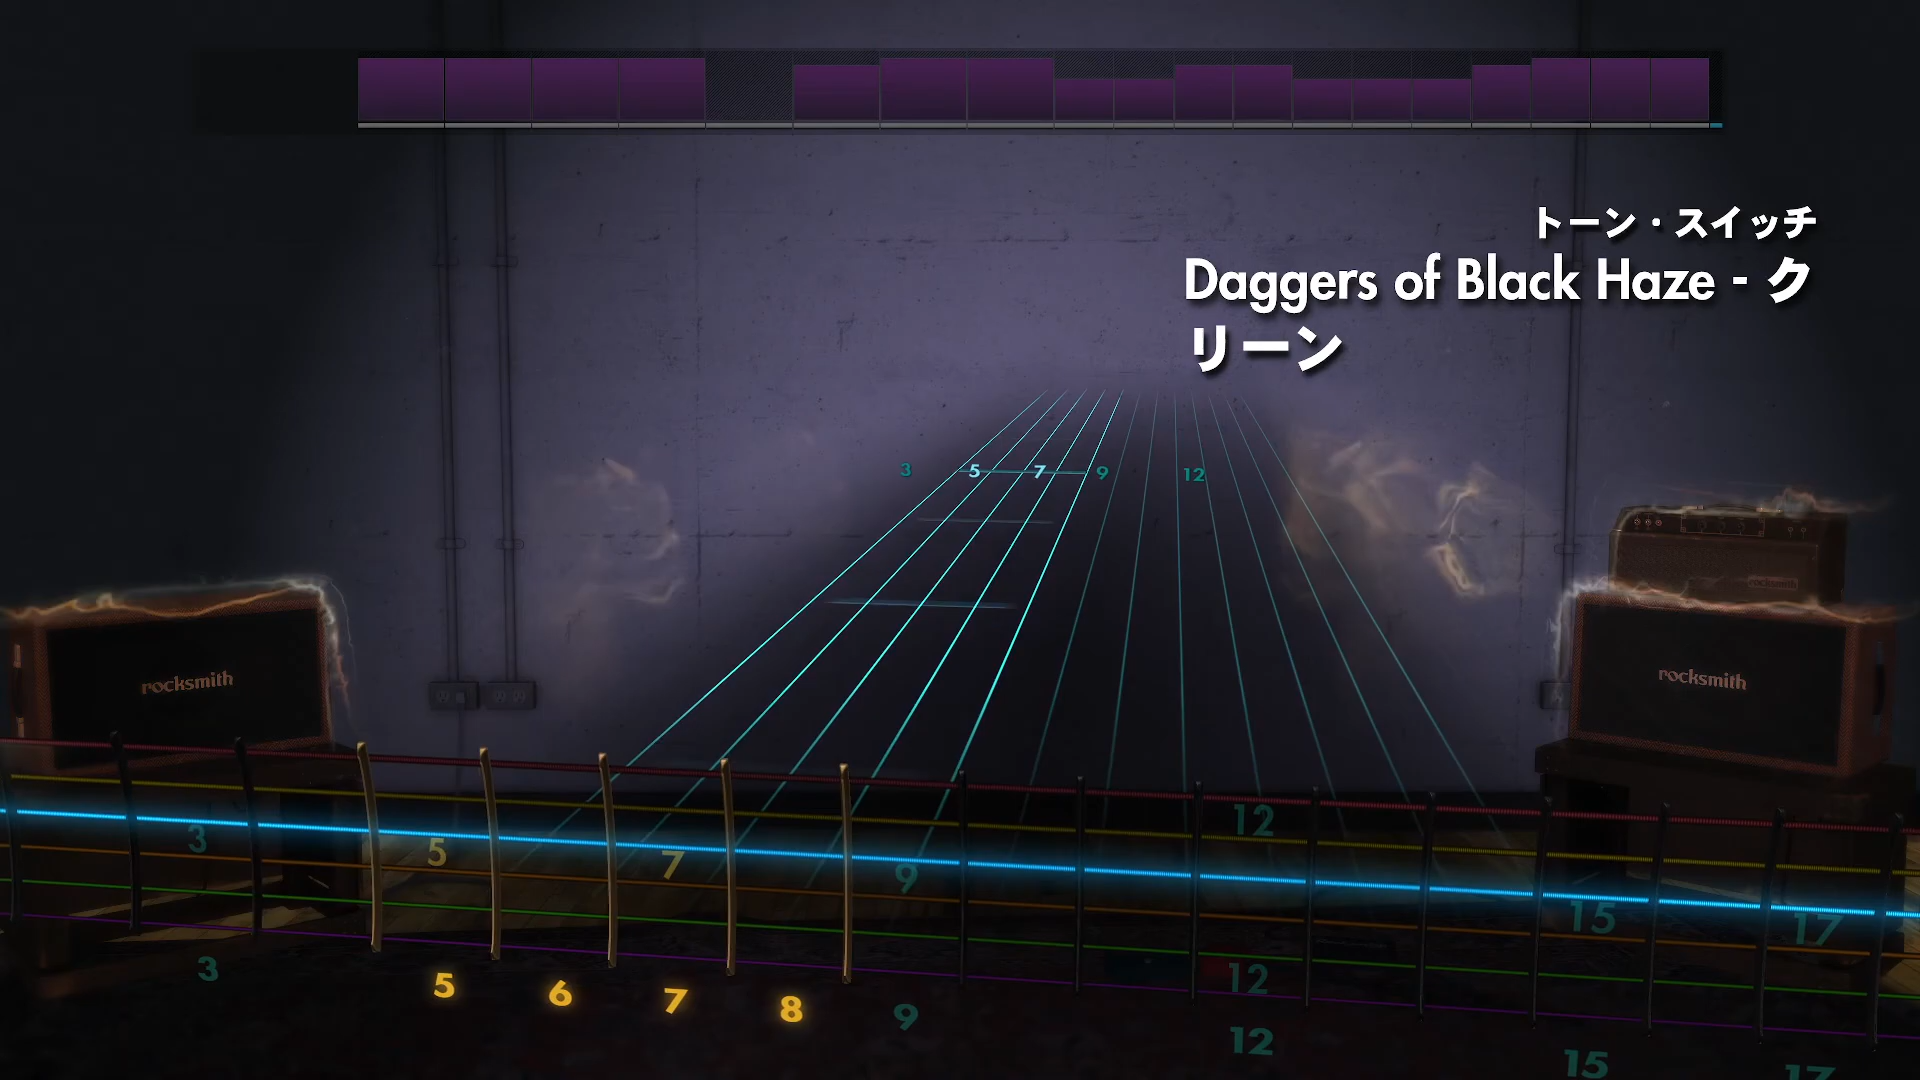 トーン・スイッチ
Daggers of Black Haze - ク
リーン
3 5 7 9 12
rocksmith
rocksmith
rocksmith
3 5 7 9 12 15 17
3 5 6 7 8 9 12
12 15 17